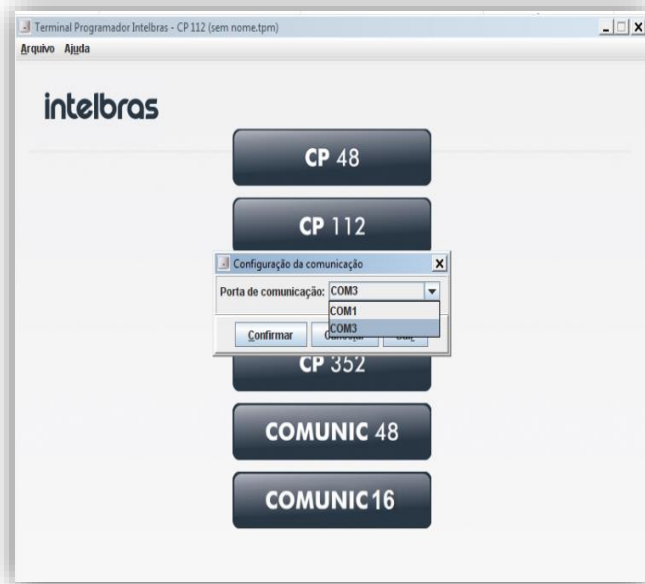 Terminal Programador Intelbras - CP 112 (sem nome.tpm)
Arquivo Ajuda
intelbras
CP 48
CP 112
Configuração da comunicação
Porta de comunicação: COM3
COM1
COM3
Confirmar
CP 352
COMUNIC 48
COMUNIC 16